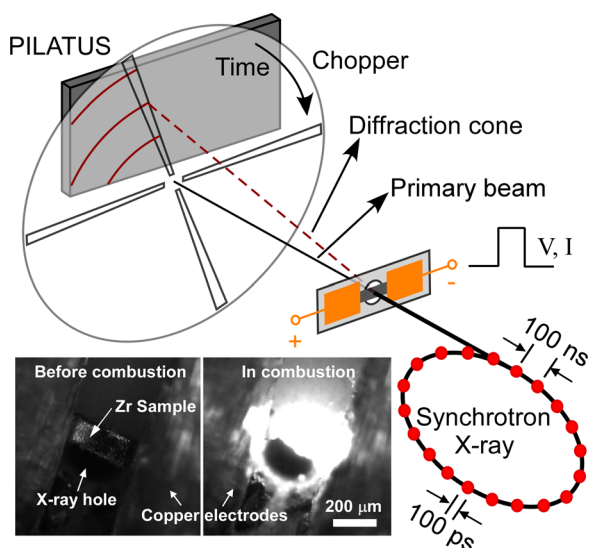 PILATUS
Time
Chopper
Diffraction cone
Primary beam
V, I
-
+
100 ns
Synchrotron
X-ray
100 ps
Before combustion
Zr Sample
X-ray hole
In combustion
Copper electrodes
200 μm